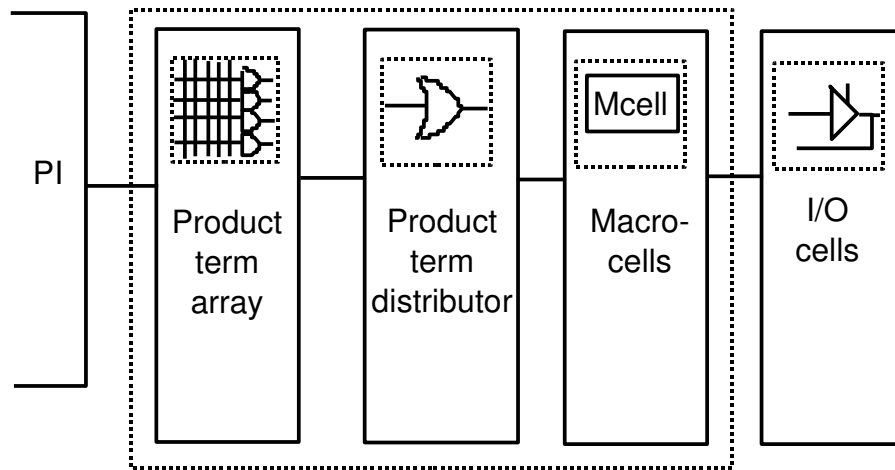 PI
Product
term
array
Product
term
distributor
Mcell
Macro-
cells
I/O
cells